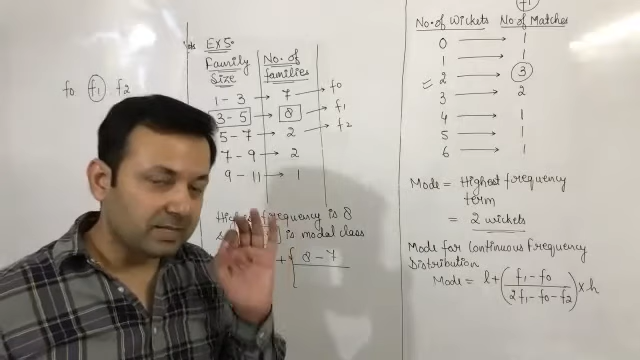 f0 f1 f2
Ex 5.
Family Size
No. of families
1 - 3 → 7 → f0
3 - 5 → 8 → f1
5 - 7 → 2 → f2
7 - 9 → 2
9 - 11 → 1
frequency is 8
is modal class
+ { 8 - 7
f1
No. of Wickets No. of Matches
0 → 1
1 → 1
2 → 3
3 → 2
4 → 1
5 → 1
6 → 1
Mode = Highest frequency
term
= 2 wickets
Mode for Continuous frequency
Distribution
Mode = l + ( f1 - f0 / 2f1 - f0 - f2 ) × h